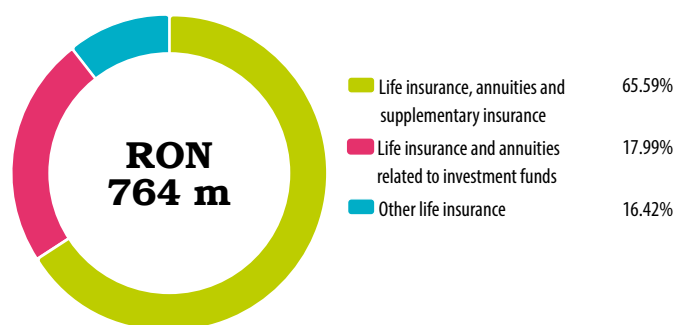 RON
764 m
Life insurance, annuities and 65.59%
supplementary insurance
Life insurance and annuities 17.99%
related to investment funds
Other life insurance 16.42%